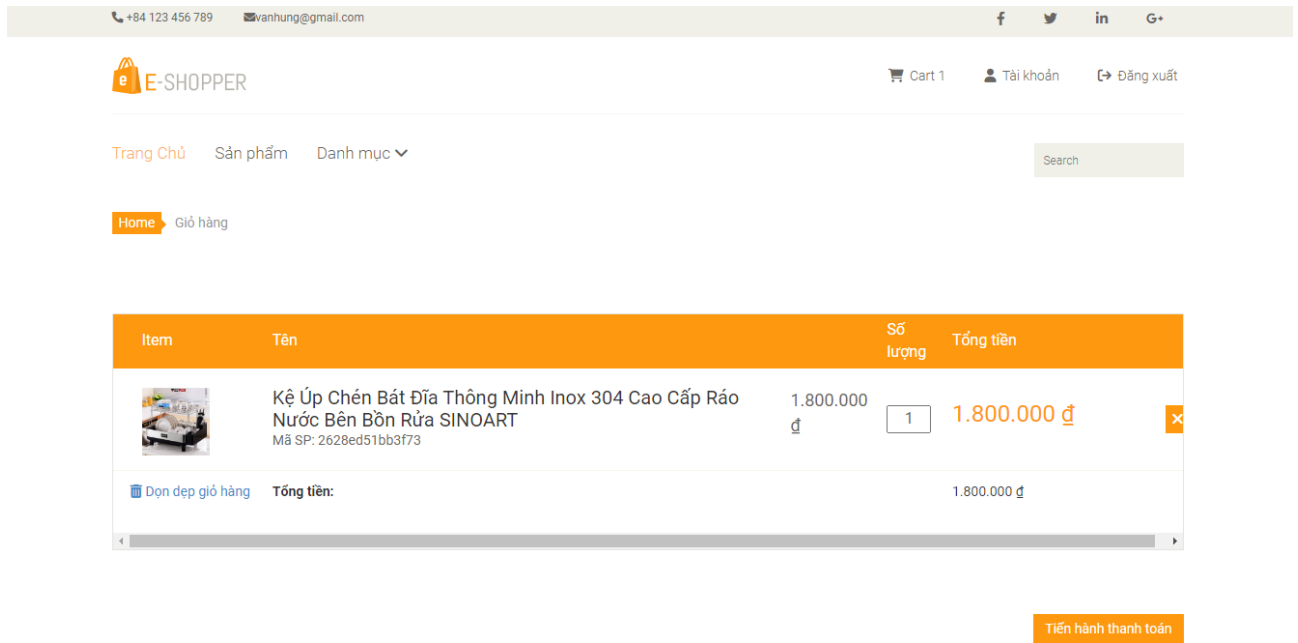 +84 123 456 789 vanhung@gmail.com
E-SHOPPER
Cart 1 Tài khoản Đăng xuất
Trang Chủ Sản phẩm Danh mục
Search
Home Giỏ hàng
Item Tên Số lượng Tổng tiền
Kệ Úp Chén Bát Đĩa Thông Minh Inox 304 Cao Cấp Ráo
Nước Bên Bồn Rửa SINOART
Mã SP: 2628ed51bb3f73
1.800.000 ₫
1
1.800.000 ₫
Dọn dẹp giỏ hàng Tổng tiền: 1.800.000 ₫
Tiến hành thanh toán